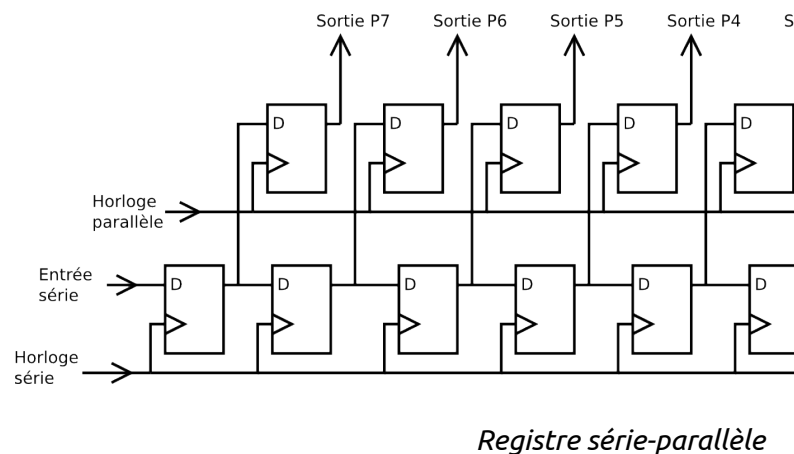 Sortie P7 Sortie P6 Sortie P5 Sortie P4 S
D D D D D
Horloge
parallèle
Entrée
série
D D D D D D
Horloge
série
Registre série-parallèle